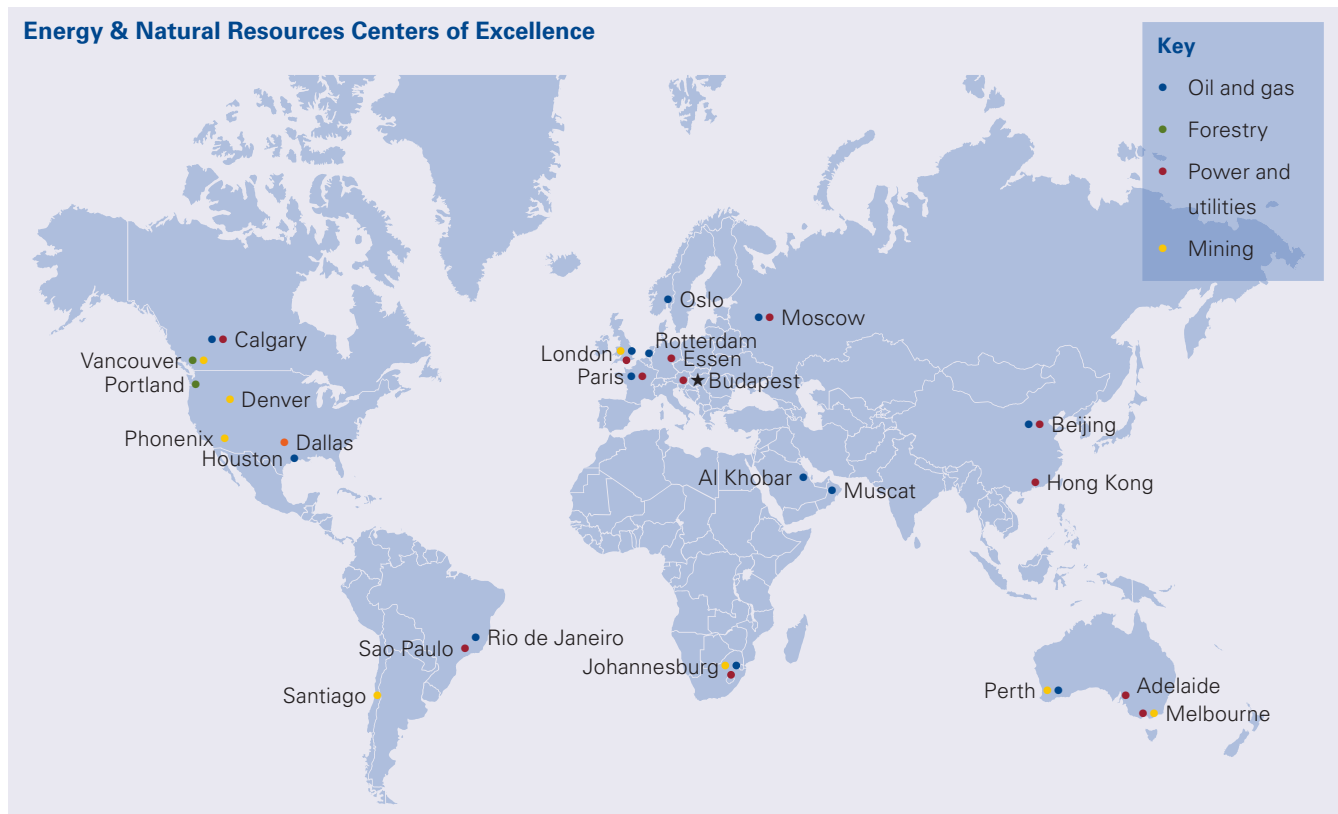 Energy & Natural Resources Centers of Excellence
Key
Oil and gas
Forestry
Power and
utilities
Mining
Oslo
Moscow
Calgary
Rotterdam
London
Essen
Vancouver
Paris
Budapest
Portland
Denver
Beijing
Phonenix
Dallas
Houston
Al Khobar
Muscat
Hong Kong
Rio de Janeiro
Sao Paulo
Johannesburg
Santiago
Perth
Adelaide
Melbourne